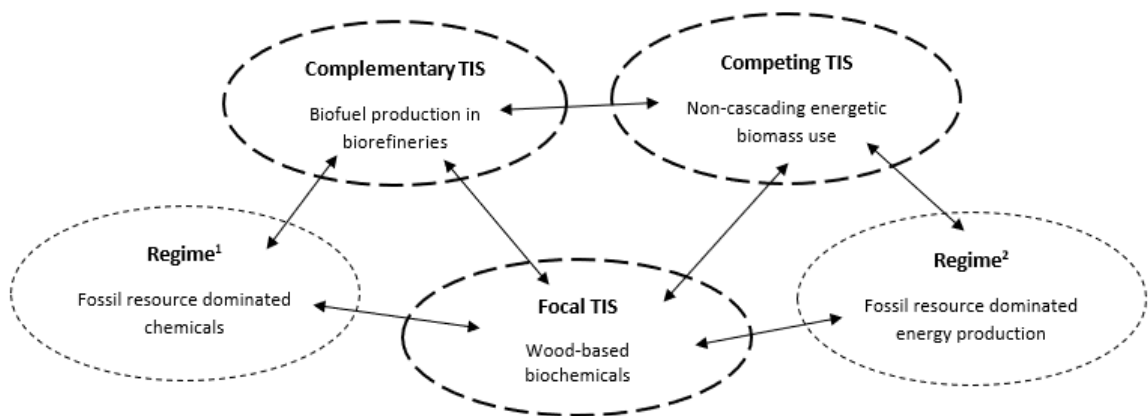 Complementary TIS
Biofuel production in
biorefineries
Competing TIS
Non-cascading energetic
biomass use
Regime¹
Fossil resource dominated
chemicals
Focal TIS
Wood-based
biochemicals
Regime²
Fossil resource dominated
energy production